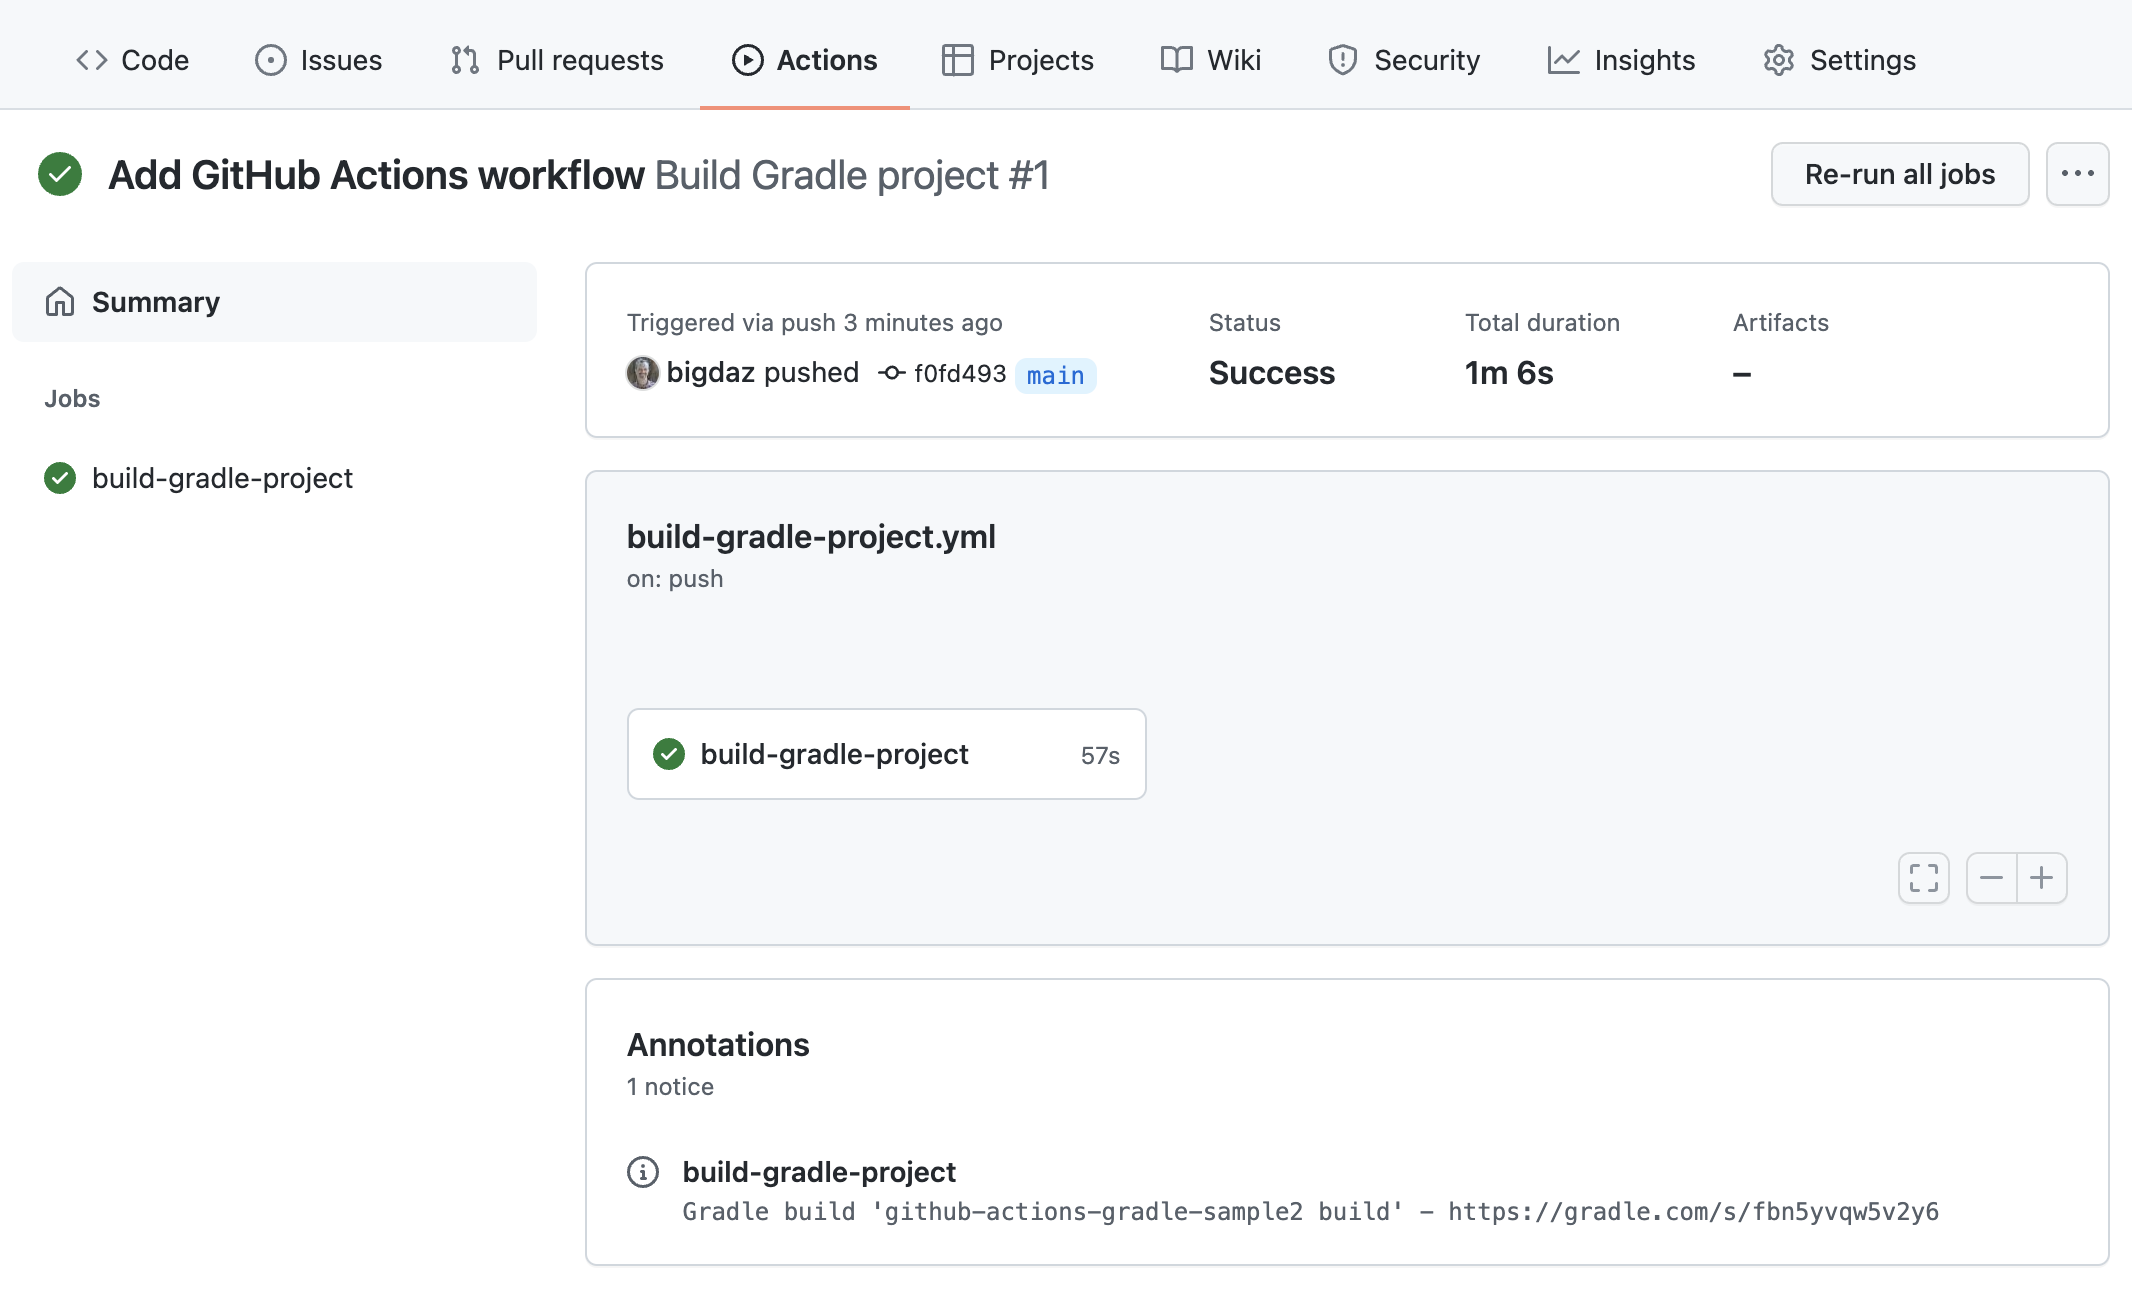 Code Issues Pull requests Actions Projects Wiki Security Insights Settings
Add GitHub Actions workflow Build Gradle project #1
Re-run all jobs
Summary
Jobs
build-gradle-project
Triggered via push 3 minutes ago
bigdaz pushed f0fd493 main
Status
Success
Total duration
1m 6s
Artifacts
–
build-gradle-project.yml
on: push
build-gradle-project 57s
Annotations
1 notice
build-gradle-project
Gradle build 'github-actions-gradle-sample2 build' - https://gradle.com/s/fbn5yvqw5v2y6